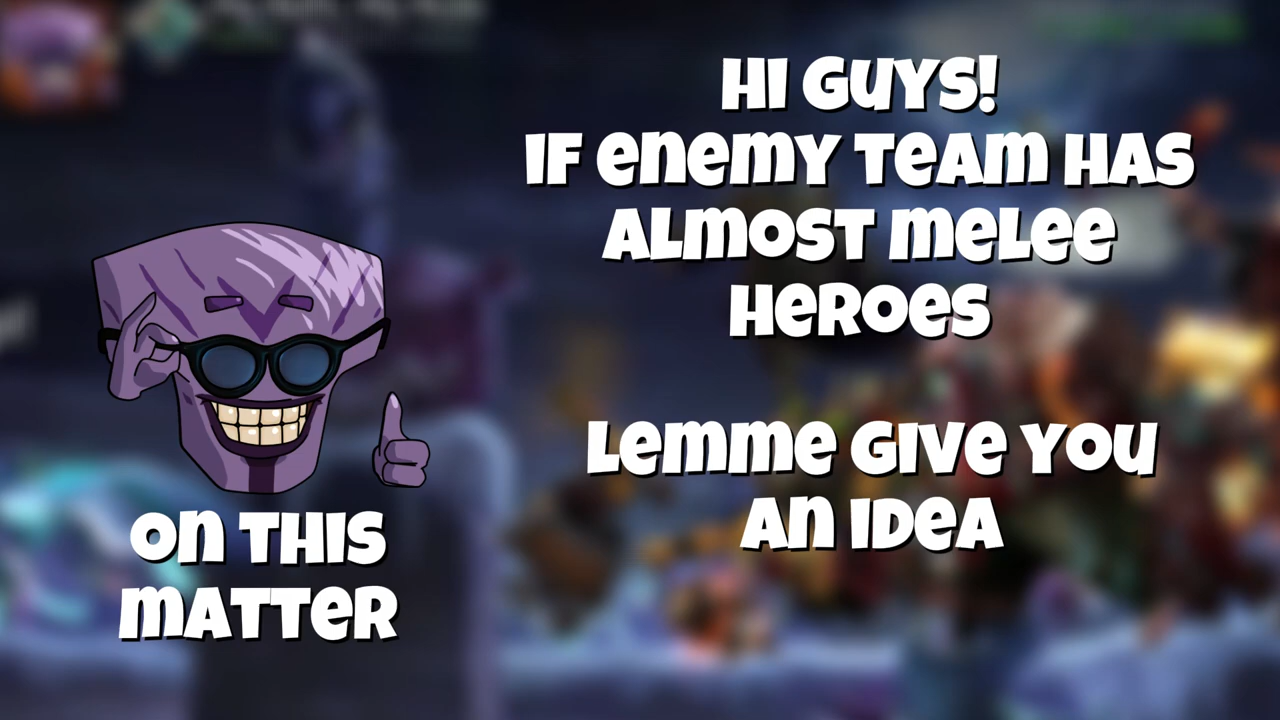 HI GUYS!
IF ENEMY TEAM HAS
ALMOST MELEE
HEROES
LEMME GIVE YOU
AN IDEA
ON THIS
MATTER